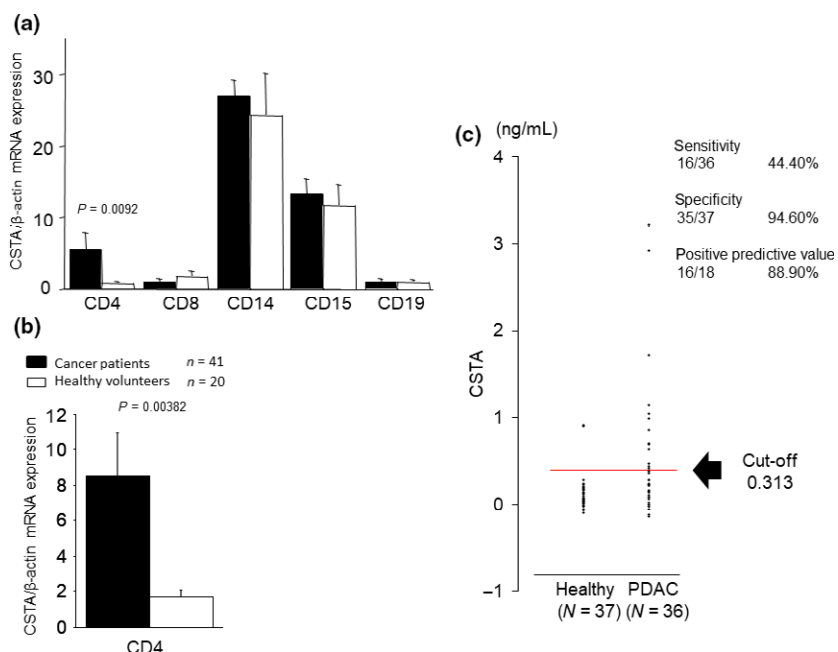 (a)
CSTA/β-actin mRNA expression
30
20
10
0
P = 0.0092
CD4 CD8 CD14 CD15 CD19
(b)
Cancer patients n = 41
Healthy volunteers n = 20
P = 0.00382
CSTA/β-actin mRNA expression
12
10
8
6
4
2
0
CD4
(c)
(ng/mL)
CSTA
4
3
2
1
0
−1
Sensitivity
16/36 44.40%
Specificity
35/37 94.60%
Positive predictive value
16/18 88.90%
Cut-off
0.313
Healthy PDAC
(N = 37) (N = 36)